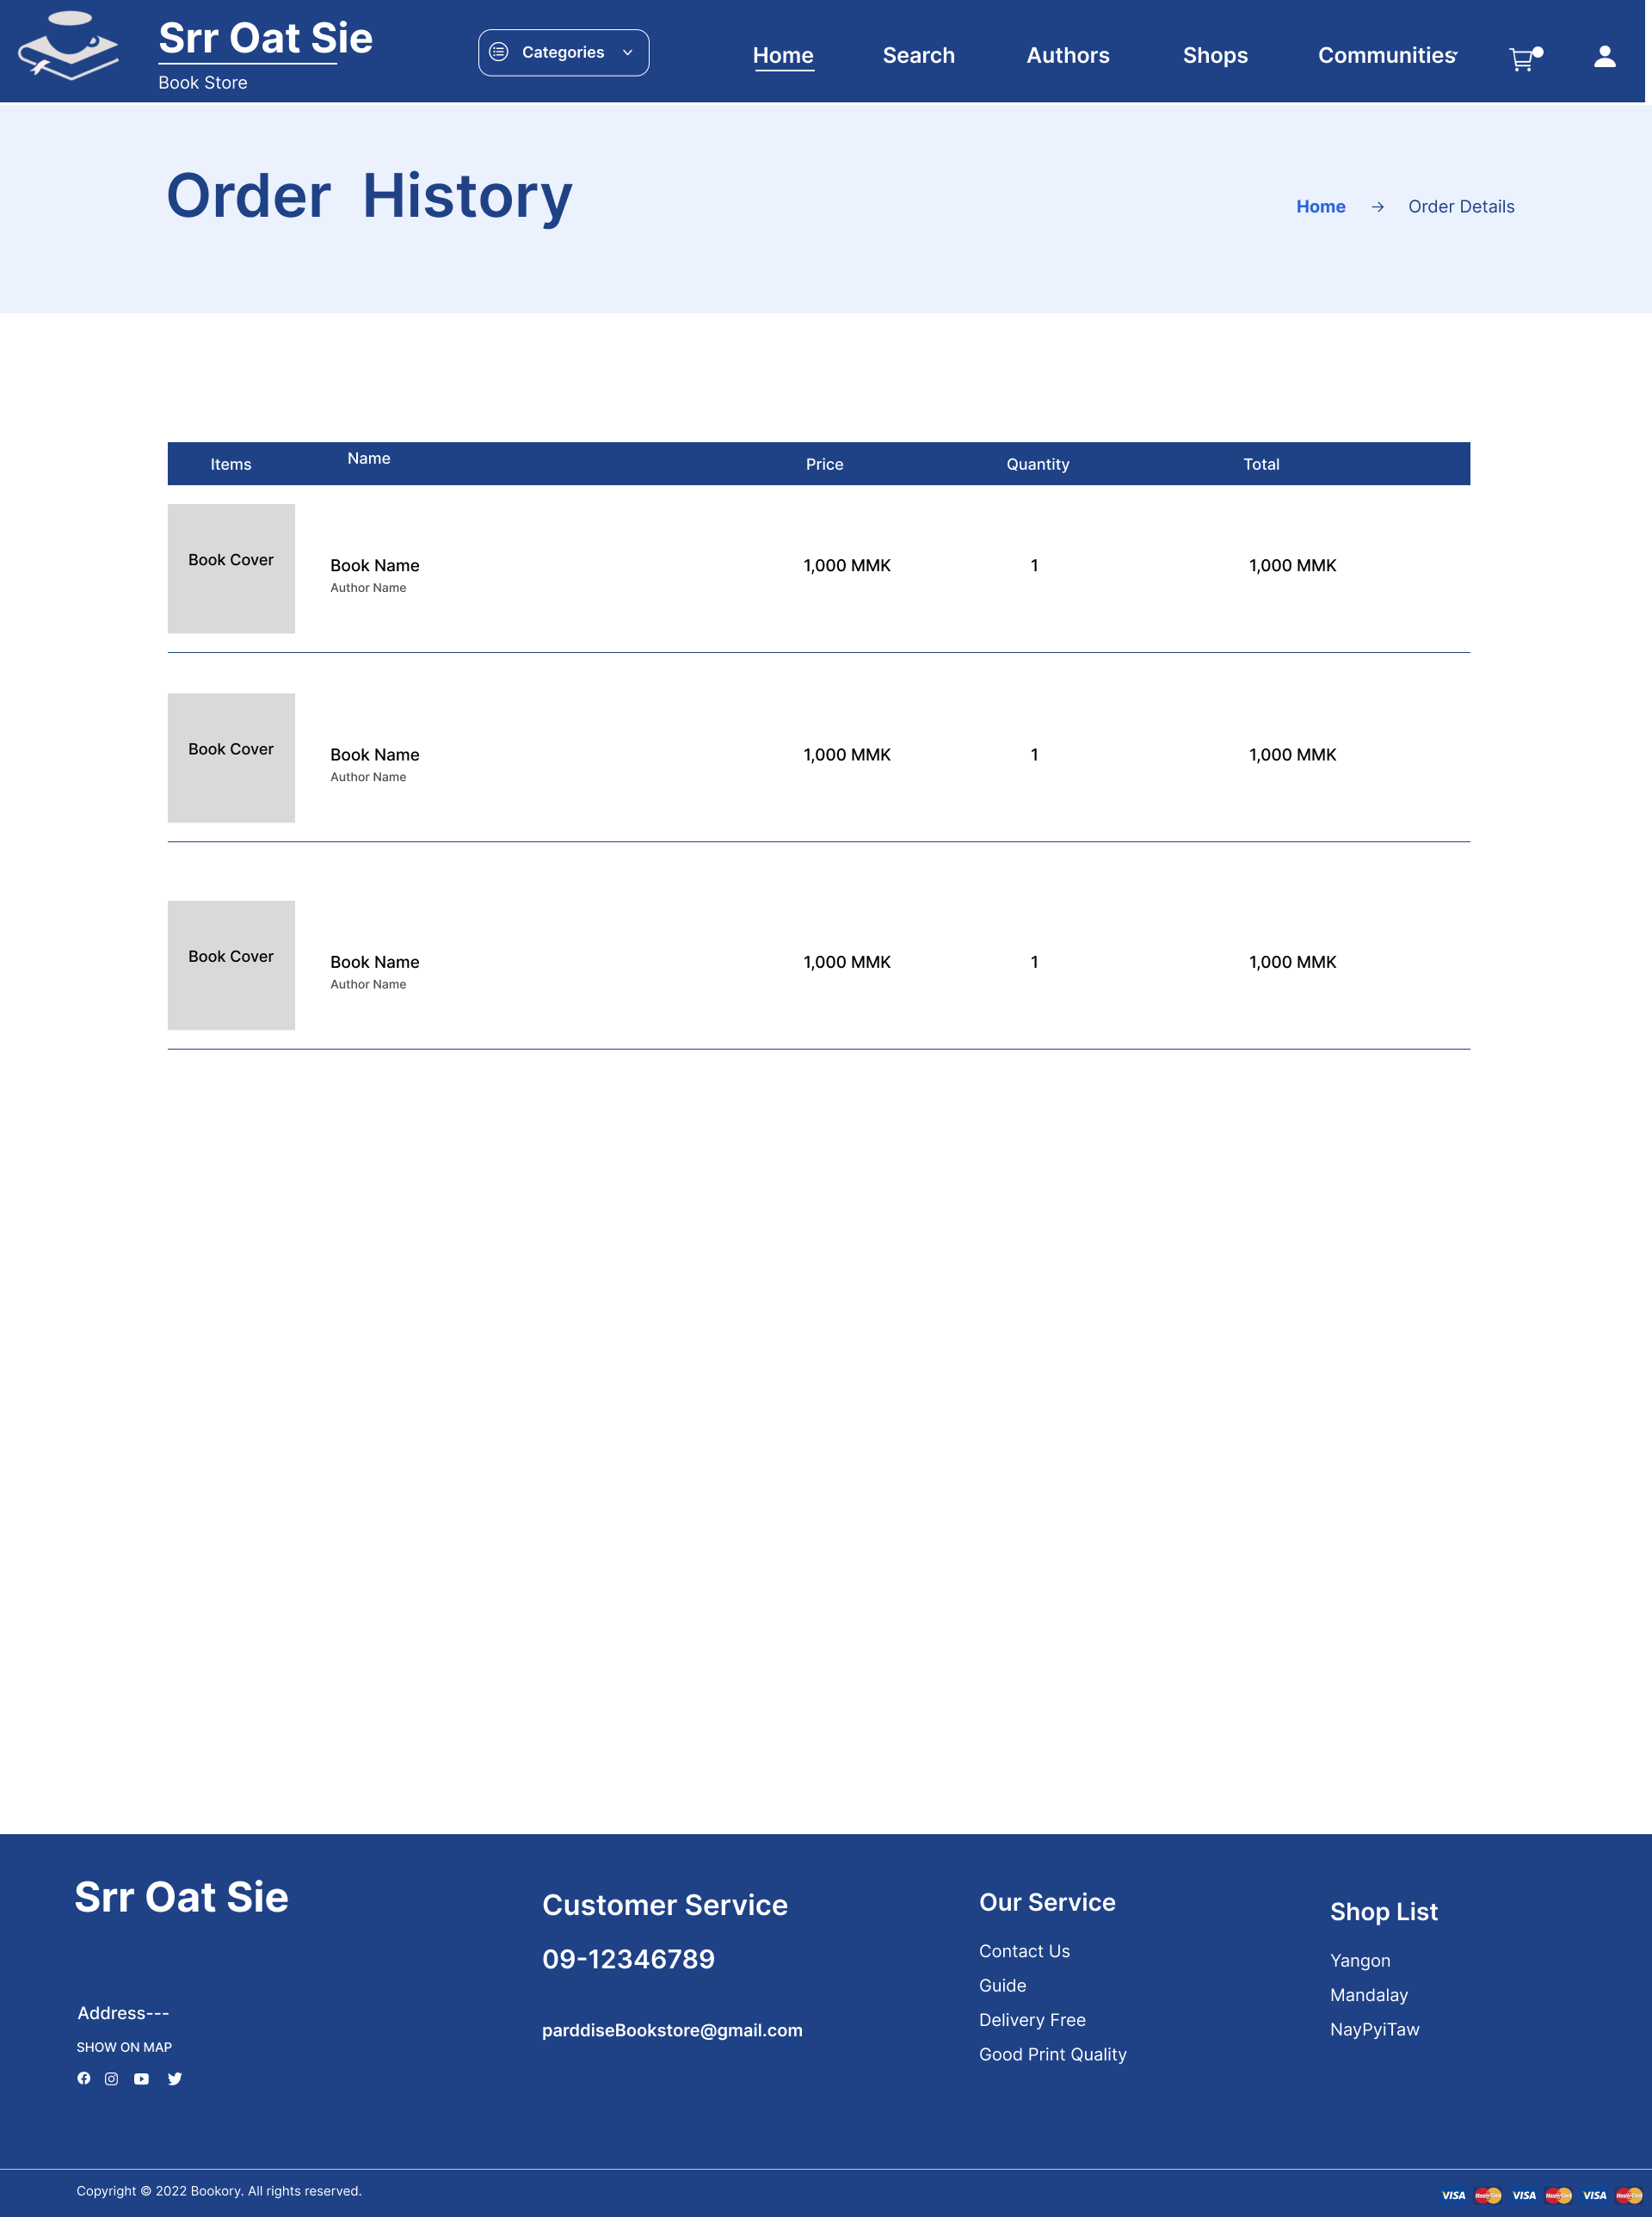 Srr Oat Sie
Book Store
Categories
Home
Search
Authors
Shops
Communities
Order History
Home → Order Details
Items
Name
Price
Quantity
Total
Book Cover
Book Name
Author Name
1,000 MMK
1
1,000 MMK
Book Cover
Book Name
Author Name
1,000 MMK
1
1,000 MMK
Book Cover
Book Name
Author Name
1,000 MMK
1
1,000 MMK
Srr Oat Sie
Address---
SHOW ON MAP
Customer Service
09-12346789
parddiseBookstore@gmail.com
Our Service
Contact Us
Guide
Delivery Free
Good Print Quality
Shop List
Yangon
Mandalay
NayPyiTaw
Copyright © 2022 Bookory. All rights reserved.
VISA
MasterCard
VISA
MasterCard
VISA
MasterCard